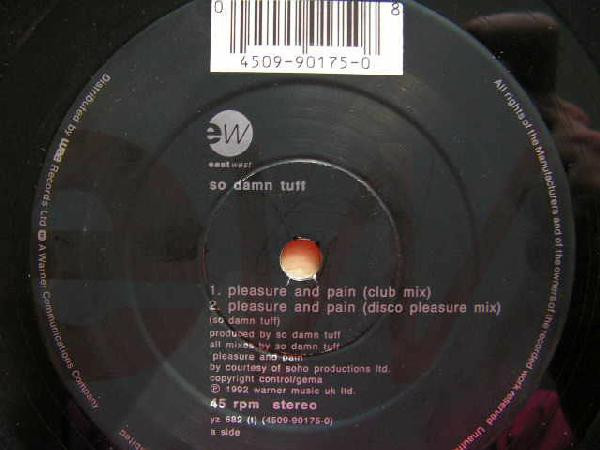 0 8
4509-90175-0
ew
eastwest
so damn tuff
1. pleasure and pain (club mix)
2. pleasure and pain (disco pleasure mix)
(so damn tuff)
produced by so damn tuff
all mixes by so damn tuff
'pleasure and pain'
by courtesy of soho productions ltd.
copyright control/gema
℗ 1992 warner music uk ltd.
45 rpm stereo
yz 682 (t) (4509-90175-0)
a side
Distributed by wea Records Ltd. A Warner Communications Company
All rights of the Manufacturers and of the owners of the recorded work reserved